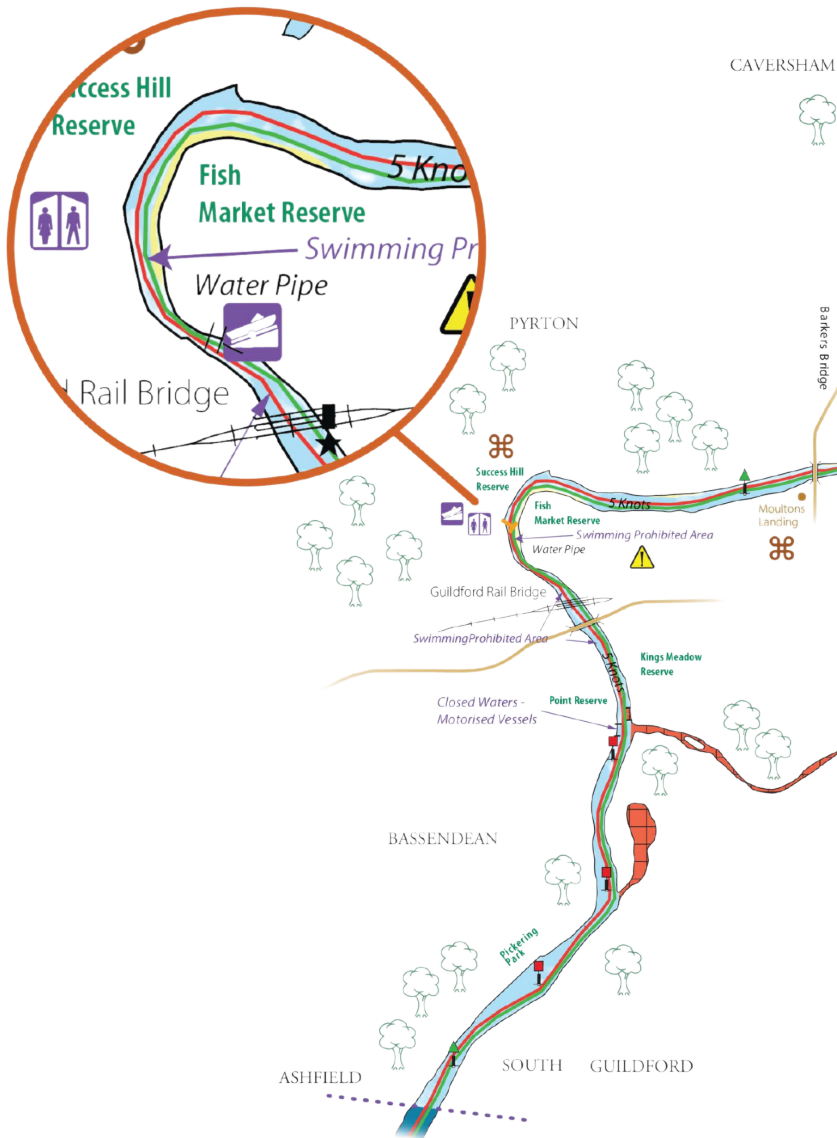 CAVERSHAM
Success Hill
Reserve
Fish
Market Reserve
5 Kno
Swimming Pr
Water Pipe
Rail Bridge
PYRTON
Barkers Bridge
Success Hill
Reserve
Fish
Market Reserve
5 Knots
Moultons
Landing
Swimming Prohibited Area
Water Pipe
Guildford Rail Bridge
SwimmingProhibited Area
5 Knots
Kings Meadow
Reserve
Closed Waters -
Motorised Vessels
Point Reserve
BASSENDEAN
Pickering
Park
SOUTH GUILDFORD
ASHFIELD